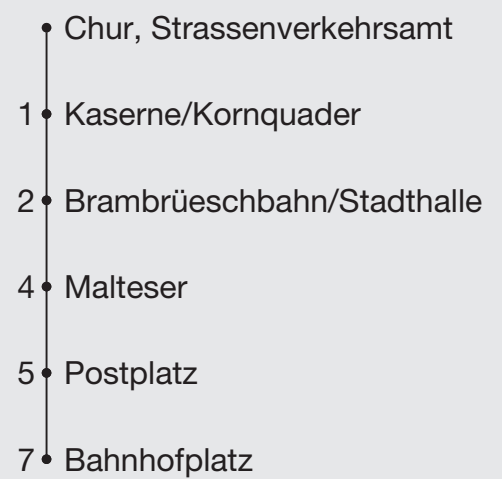 Chur, Strassenverkehrsamt
1 Kaserne/Kornquader
2 Brambrüeschbahn/Stadthalle
4 Malteser
5 Postplatz
7 Bahnhofplatz